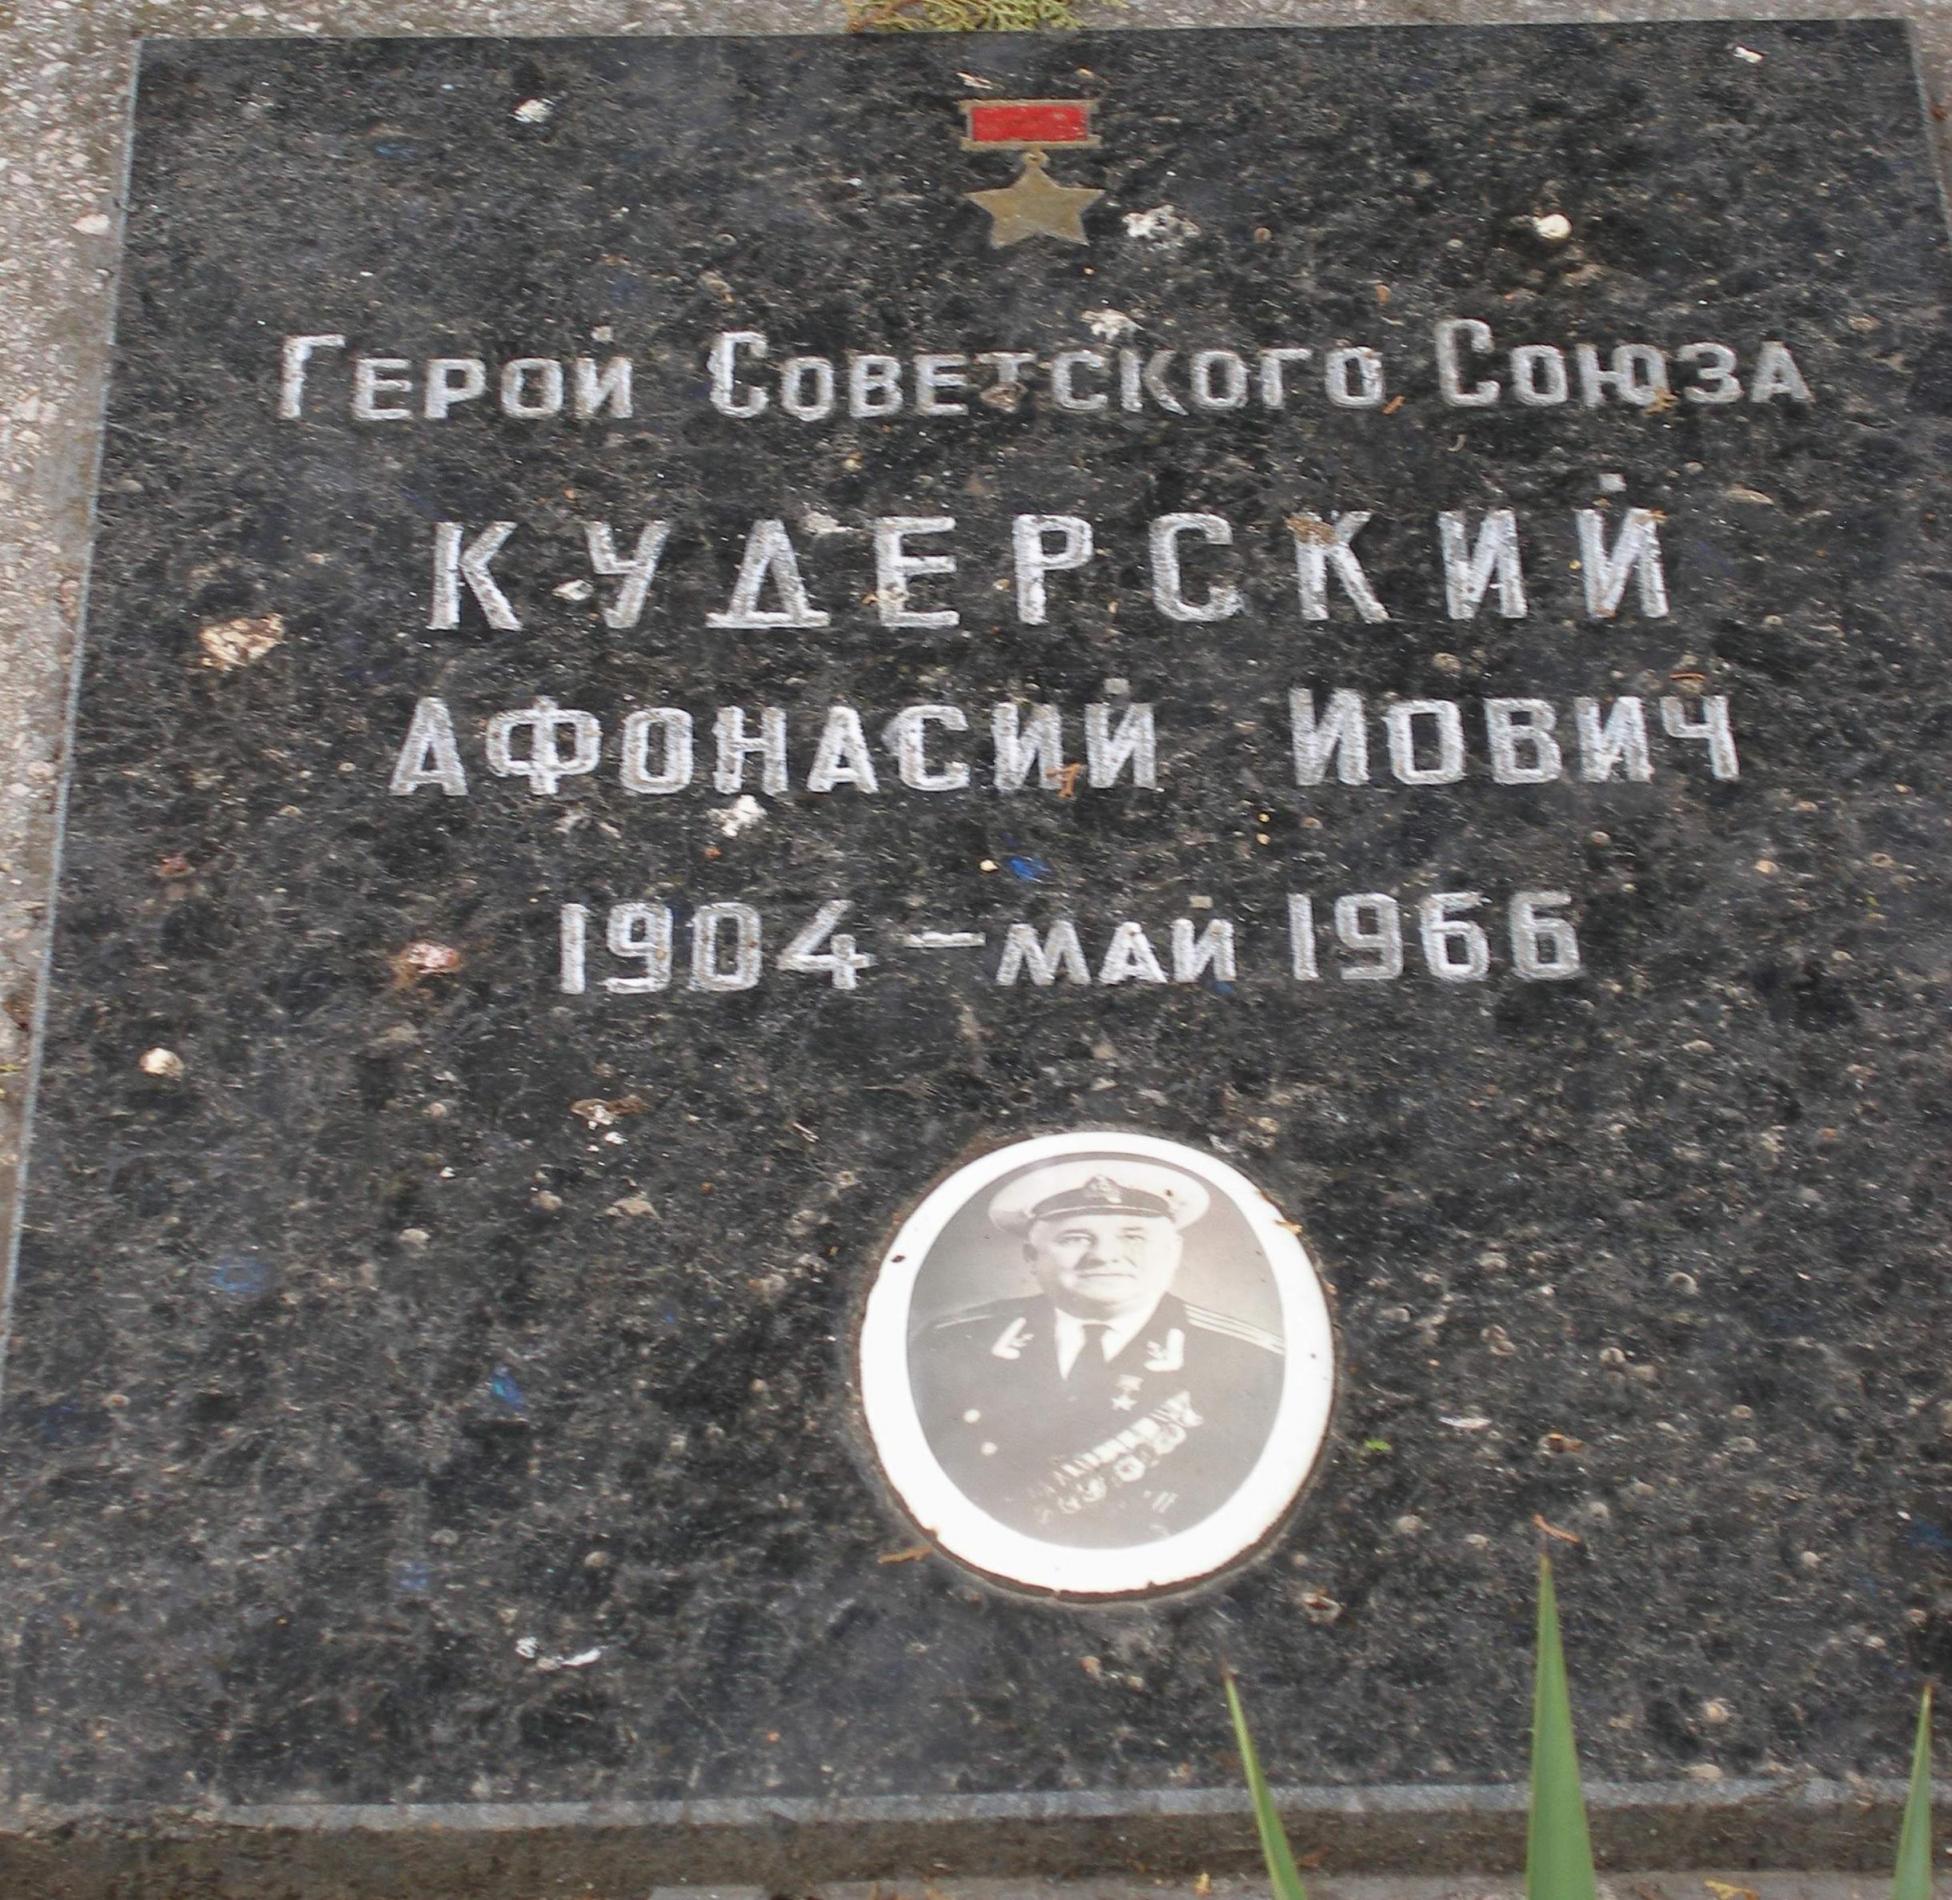 Герой Советского Союза
КУДЕРСКИЙ
АФОНАСИЙ ИОВИЧ
1904 – МАЙ 1966